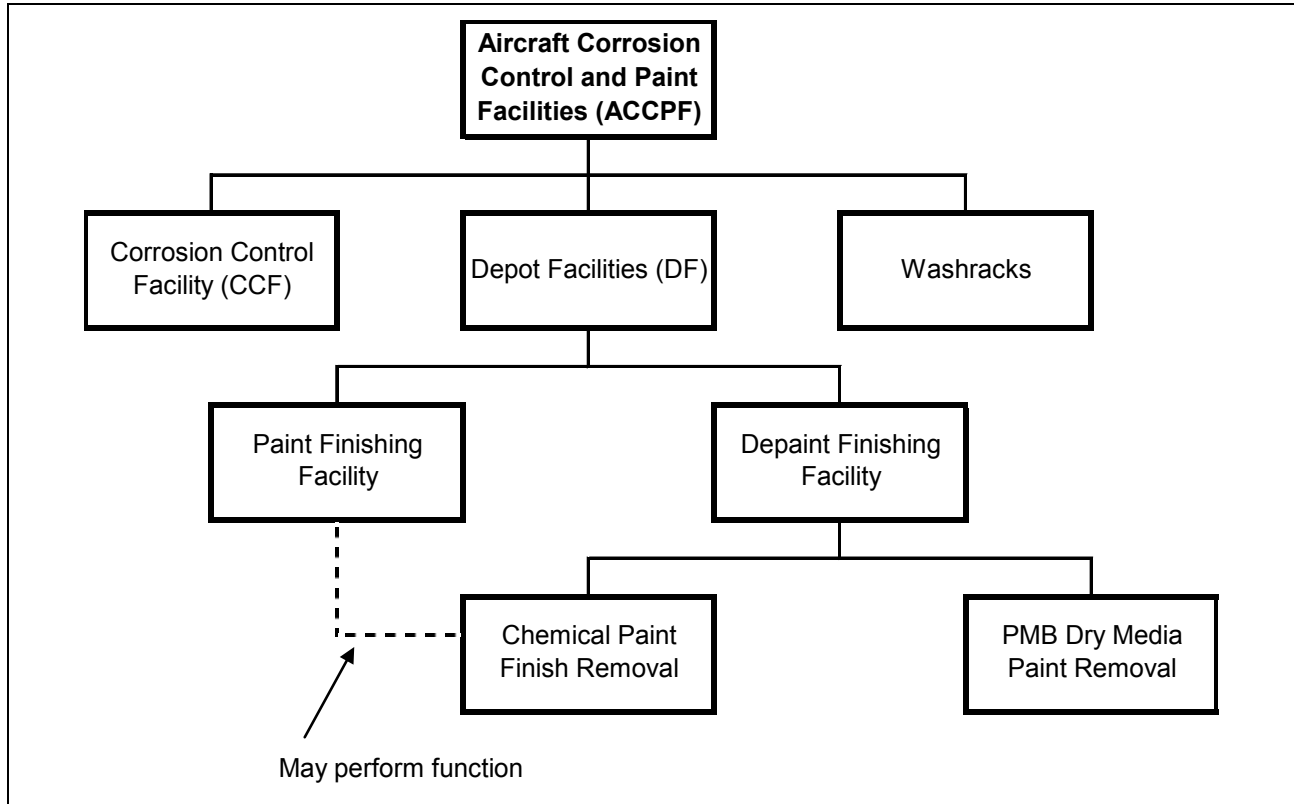 Aircraft Corrosion
Control and Paint
Facilities (ACCPF)
Corrosion Control
Facility (CCF)
Depot Facilities (DF)
Washracks
Paint Finishing
Facility
Depaint Finishing
Facility
Chemical Paint
Finish Removal
PMB Dry Media
Paint Removal
May perform function